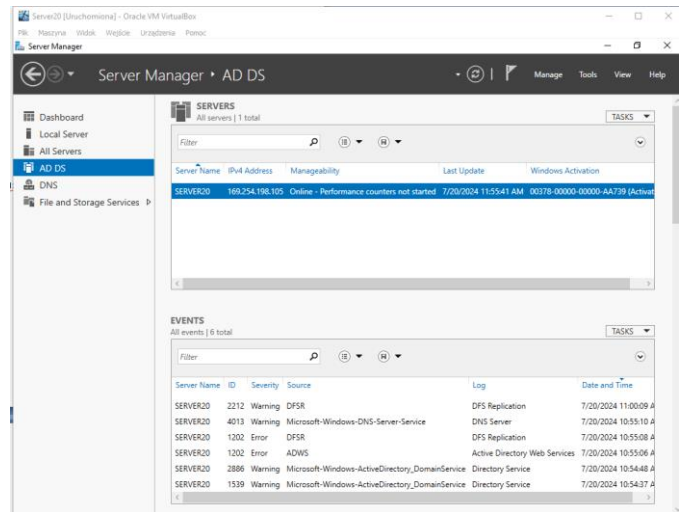 Server20 [Uruchomiona] - Oracle VM VirtualBox
Plik Maszyna Widok Wejście Urządzenia Pomoc
Server Manager
Server Manager AD DS
Manage Tools View Help
Dashboard
Local Server
All Servers
AD DS
DNS
File and Storage Services
SERVERS
All servers | 1 total
TASKS
Filter
Server Name IPv4 Address Manageability Last Update Windows Activation
SERVER20 169.254.198.105 Online - Performance counters not started 7/20/2024 11:55:41 AM 00378-00000-00000-AA739 (Activat
EVENTS
All events | 6 total
TASKS
Filter
Server Name ID Severity Source Log Date and Time
SERVER20 2212 Warning DFSR DFS Replication 7/20/2024 11:00:09 A
SERVER20 4013 Warning Microsoft-Windows-DNS-Server-Service DNS Server 7/20/2024 10:55:10 A
SERVER20 1202 Error DFSR DFS Replication 7/20/2024 10:55:08 A
SERVER20 1202 Error ADWS Active Directory Web Services 7/20/2024 10:55:06 A
SERVER20 2886 Warning Microsoft-Windows-ActiveDirectory_DomainService Directory Service 7/20/2024 10:54:48 A
SERVER20 1539 Warning Microsoft-Windows-ActiveDirectory_DomainService Directory Service 7/20/2024 10:54:37 A